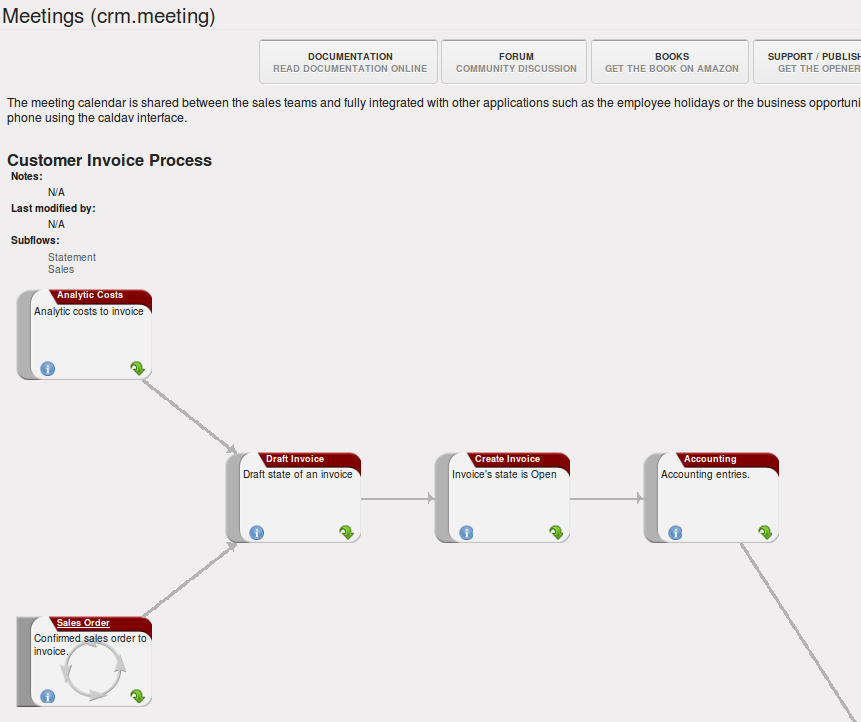 Meetings (crm.meeting)
DOCUMENTATION
READ DOCUMENTATION ONLINE
FORUM
COMMUNITY DISCUSSION
BOOKS
GET THE BOOK ON AMAZON
SUPPORT / PUBLISH
GET THE OPENER
The meeting calendar is shared between the sales teams and fully integrated with other applications such as the employee holidays or the business opportuni
phone using the caldav interface.
Customer Invoice Process
Notes:
N/A
Last modified by:
N/A
Subflows:
Statement
Sales
Analytic Costs
Analytic costs to invoice
Draft Invoice
Draft state of an invoice
Create Invoice
Invoice's state is Open
Accounting
Accounting entries.
Sales Order
Confirmed sales order to
invoice.